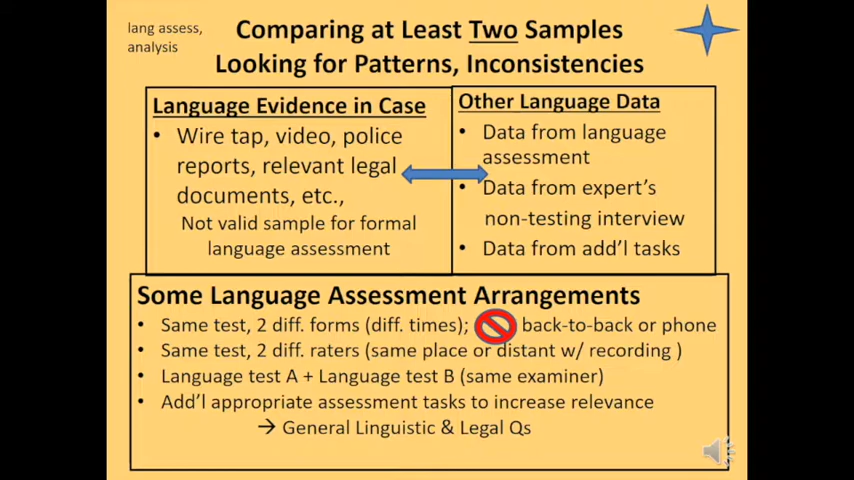 lang assess,
analysis
Comparing at Least Two Samples
Looking for Patterns, Inconsistencies
Language Evidence in Case
• Wire tap, video, police
reports, relevant legal
documents, etc.,
Not valid sample for formal
language assessment
Other Language Data
• Data from language
assessment
• Data from expert's
non-testing interview
• Data from add'l tasks
Some Language Assessment Arrangements
• Same test, 2 diff. forms (diff. times); back-to-back or phone
• Same test, 2 diff. raters (same place or distant w/ recording )
• Language test A + Language test B (same examiner)
• Add'l appropriate assessment tasks to increase relevance
→ General Linguistic & Legal Qs